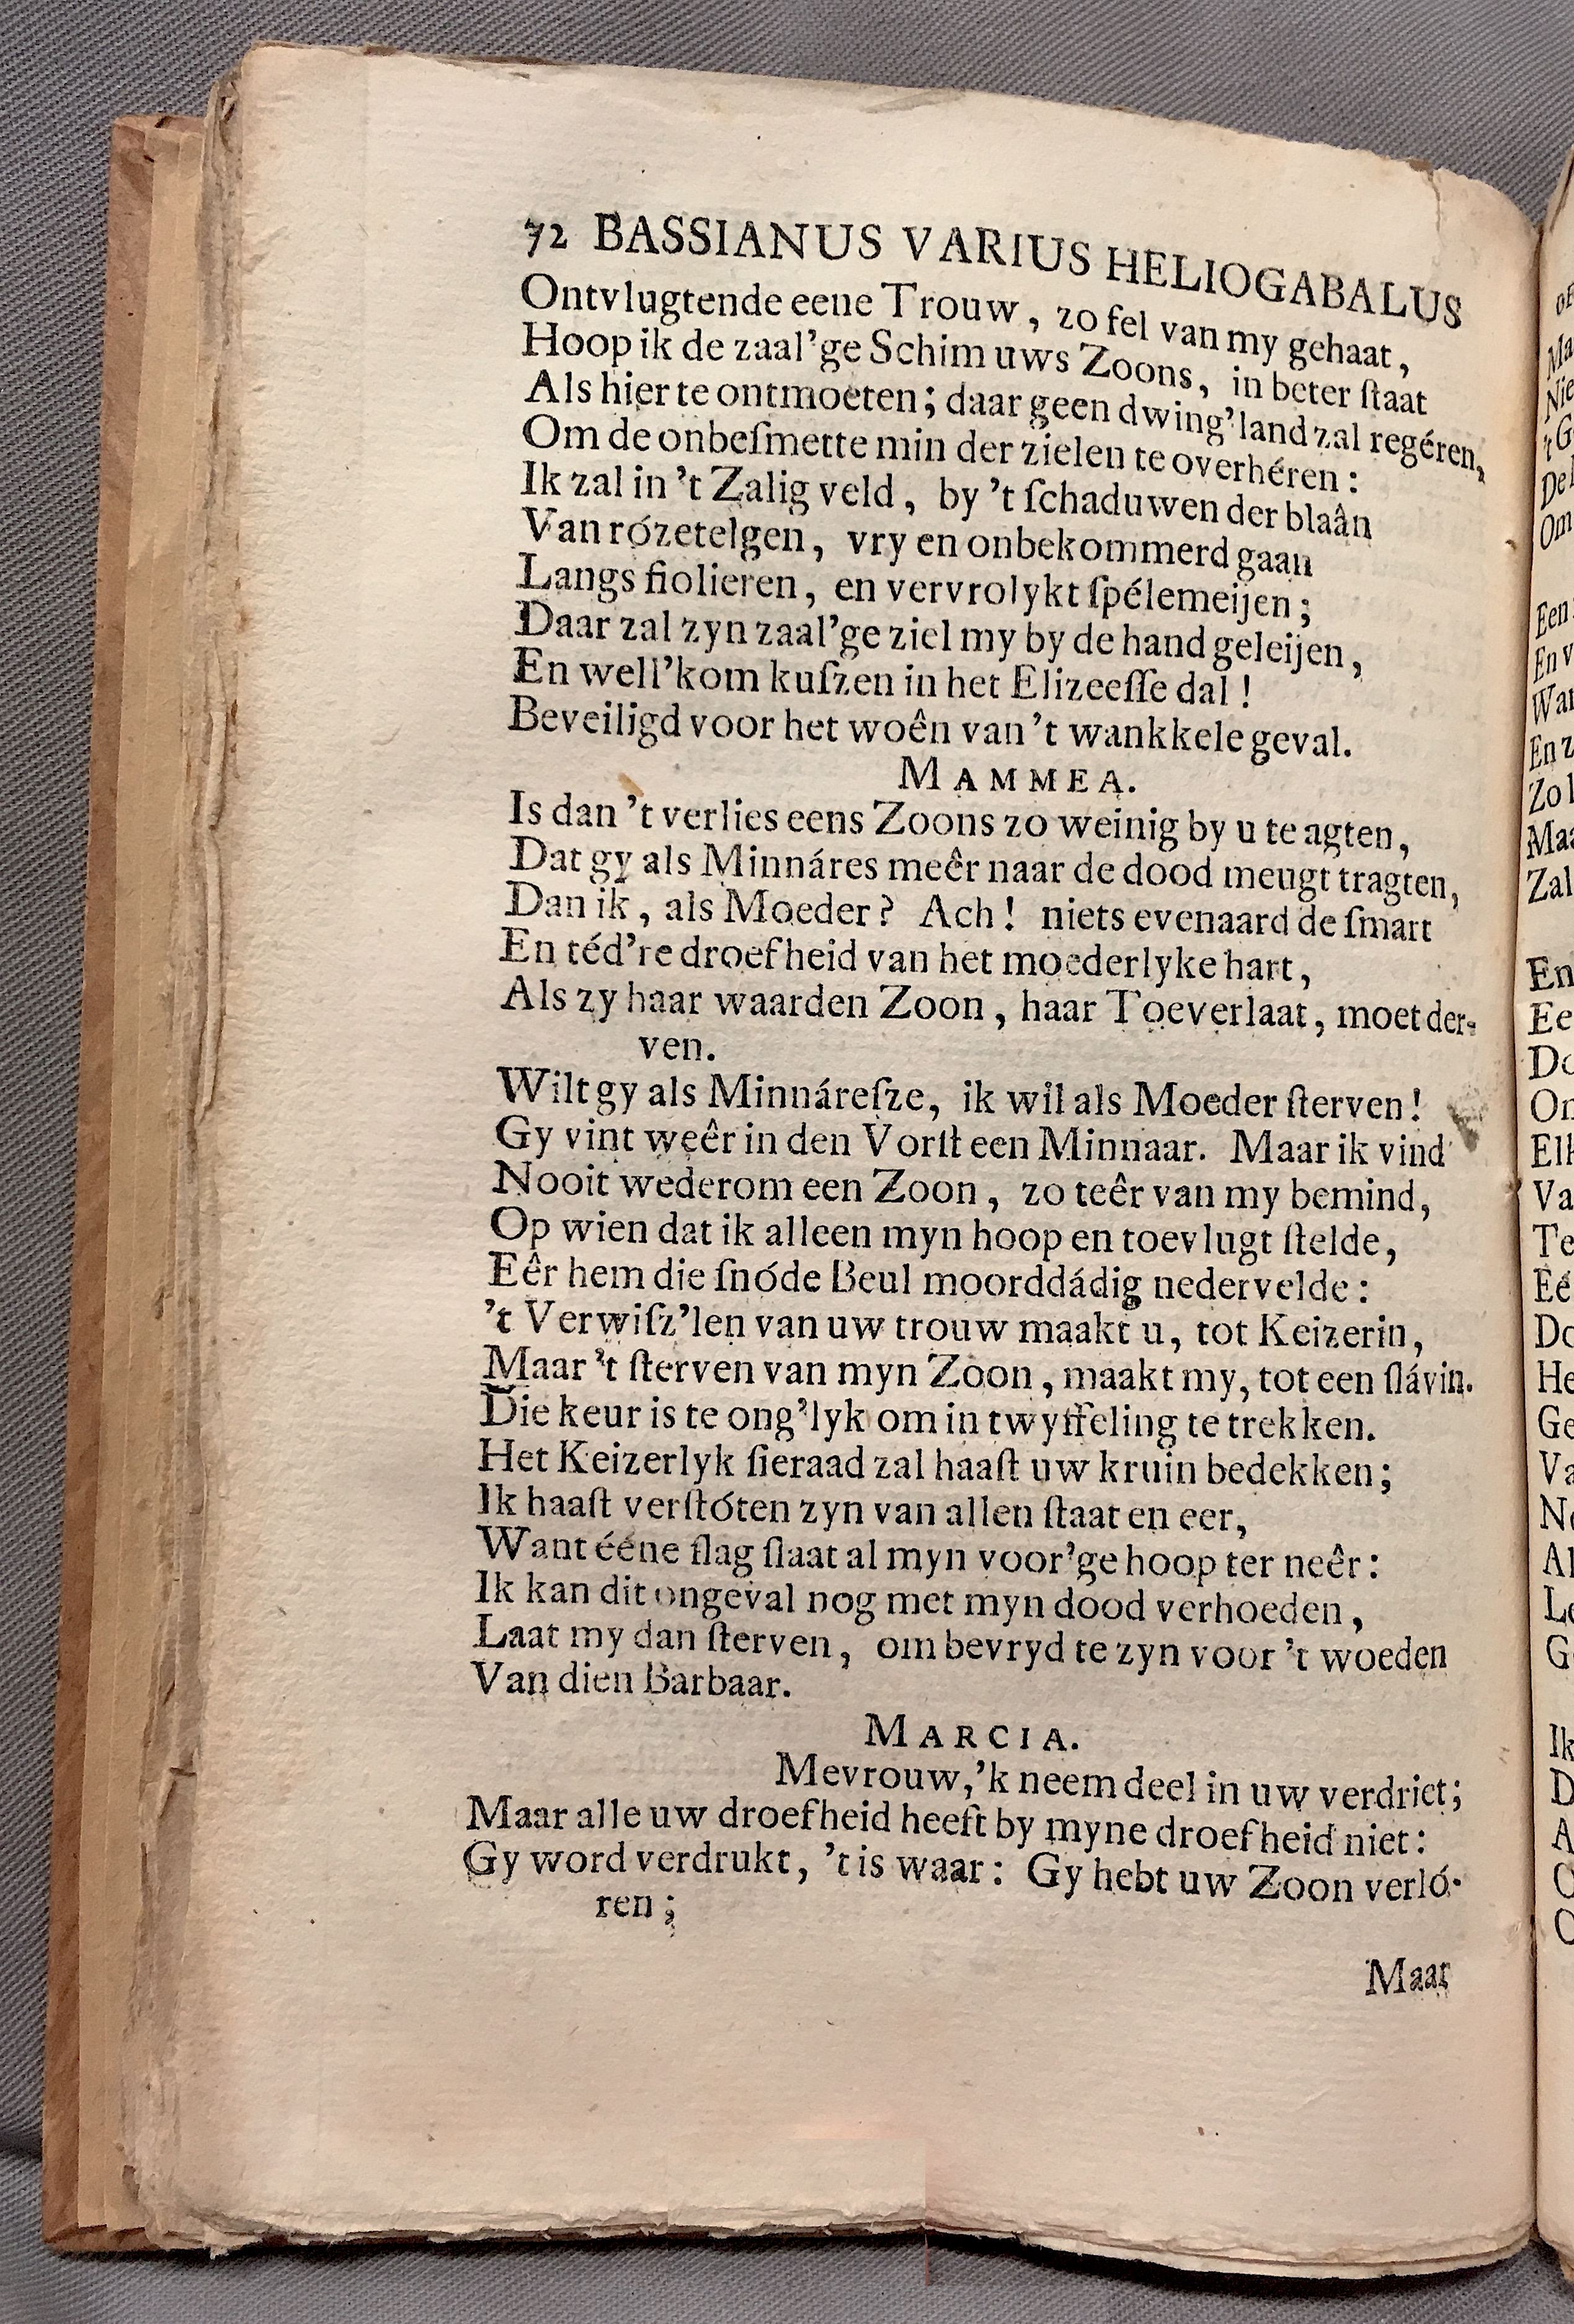 72 BASSIANUS VARIUS HELIOGABALUS
Ontvlugtende eene Trouw, zo fel van my gehaat,
Hoop ik de zaal'ge Schim uws Zoons, in beter ſtaat
Als hier te ontmoeten; daar geen dwing'land zal regéren,
Om de onbeſmette min der zielen te overhéren:
Ik zal in 't Zalig veld, by 't ſchaduwen der blaân
Van rózetelgen, vry en onbekommerd gaan
Langs fiolieren, en vervrolykt ſpélemeijen;
Daar zal zyn zaal'ge ziel my by de hand geleijen,
En well'kom kuſzen in het Elizeeſſe dal!
Beveiligd voor het woên van 't wankkele geval.
MAMMEA.
Is dan 't verlies eens Zoons zo weinig by u te agten,
Dat gy als Minnáres meêr naar de dood meugt tragten,
Dan ik, als Moeder? Ach! niets evenaard de ſmart
En téd're droefheid van het moederlyke hart,
Als zy haar waarden Zoon, haar Toeverlaat, moet der-
ven.
Wilt gy als Minnáreſze, ik wil als Moeder ſterven!
Gy vint weêr in den Vorſt een Minnaar. Maar ik vind
Nooit wederom een Zoon, zo teêr van my bemind,
Op wien dat ik alleen myn hoop en toevlugt ſtelde,
Eêr hem die ſnóde Beul moorddádig nedervelde:
't Verwiſz'len van uw trouw maakt u, tot Keizerin,
Maar 't ſterven van myn Zoon, maakt my, tot een ſlávin.
Die keur is te ong'lyk om in twyffeling te trekken.
Het Keizerlyk ſieraad zal haaſt uw kruin bedekken;
Ik haaſt verſtóten zyn van allen ſtaat en eer,
Want ééne ſlag ſlaat al myn voor'ge hoop ter neêr:
Ik kan dit ongeval nog met myn dood verhoeden,
Laat my dan ſterven, om bevryd te zyn voor 't woeden
Van dien Barbaar.
MARCIA.
Mevrouw,'k neem deel in uw verdriet;
Maar alle uw droefheid heeft by myne droefheid niet:
Gy word verdrukt, 't is waar: Gy hebt uw Zoon verló-
ren;
Maar